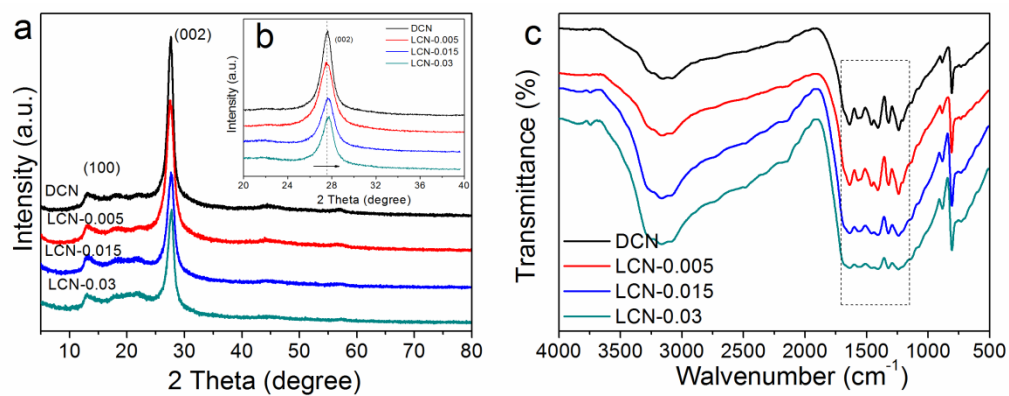 a
(002)
(100)
DCN
LCN-0.005
LCN-0.015
LCN-0.03
Intensity (a.u.)
10 20 30 40 50 60 70 80
2 Theta (degree)
b
(002)
DCN
LCN-0.005
LCN-0.015
LCN-0.03
Intensity (a.u.)
20 24 28 32 36 40
2 Theta (degree)
c
Transmittance (%)
DCN
LCN-0.005
LCN-0.015
LCN-0.03
4000 3500 3000 2500 2000 1500 1000 500
Walvenumber (cm⁻¹)